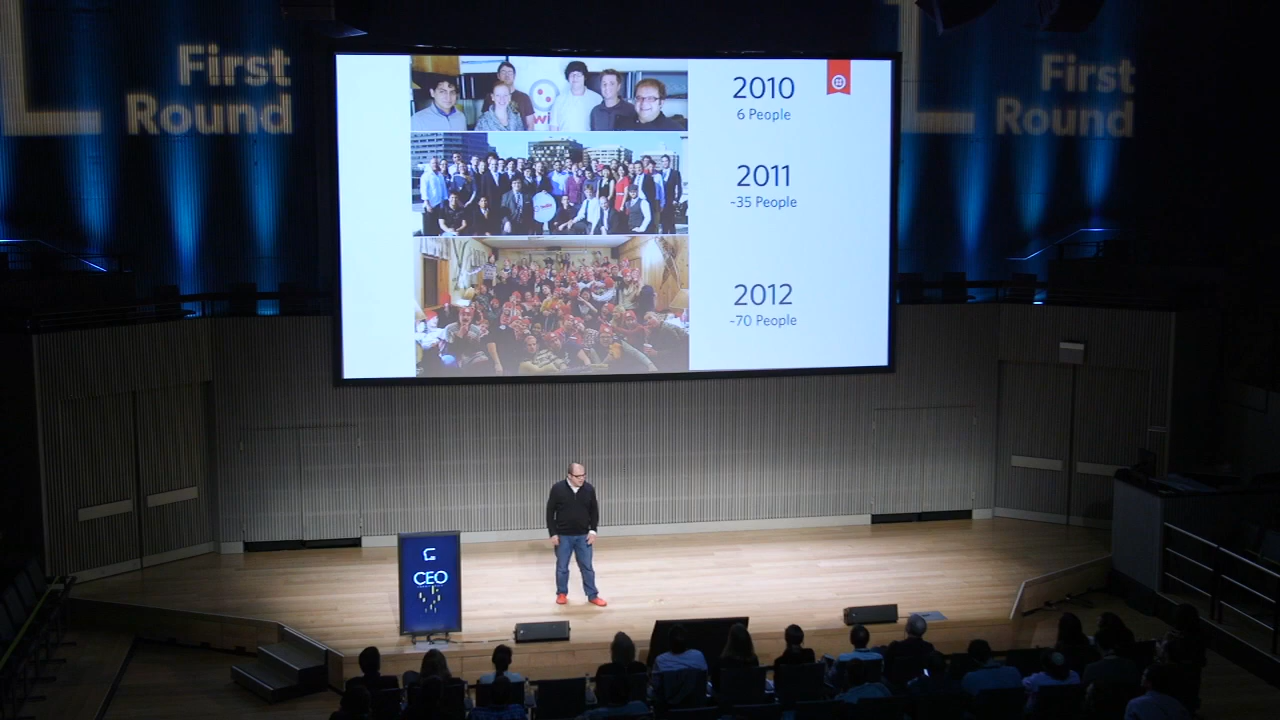 First
Round
2010
6 People
2011
~35 People
2012
~70 People
First
Round
CEO